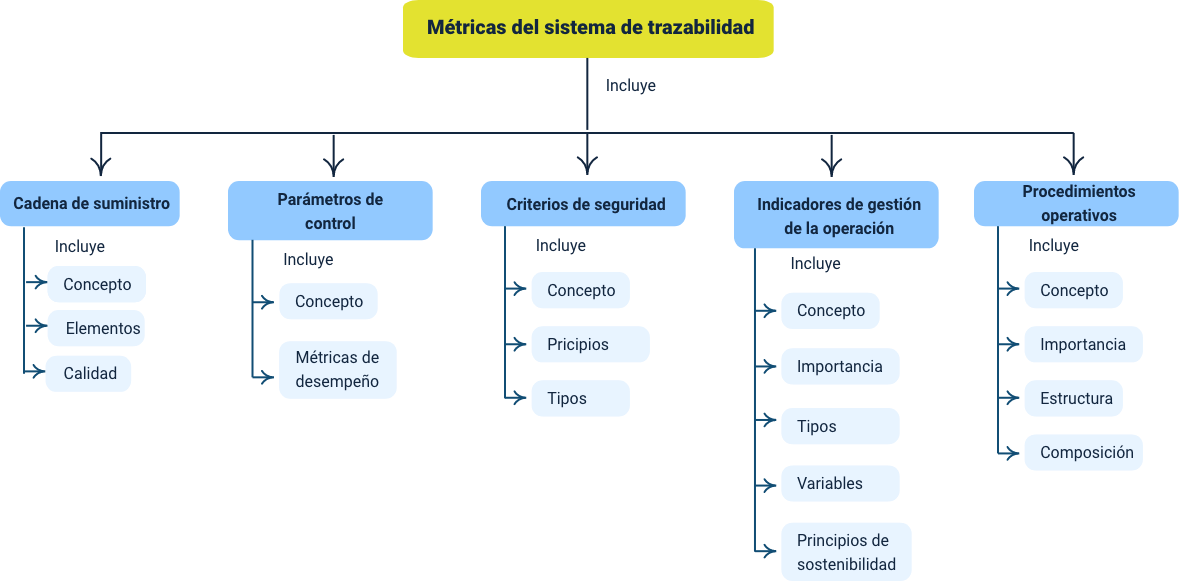 Métricas del sistema de trazabilidad
Incluye
Cadena de suministro
Incluye
Concepto
Elementos
Calidad
Parámetros de
control
Incluye
Concepto
Métricas de
desempeño
Criterios de seguridad
Incluye
Concepto
Pricipios
Tipos
Indicadores de gestión
de la operación
Incluye
Concepto
Importancia
Tipos
Variables
Principios de
sostenibilidad
Procedimientos
operativos
Incluye
Concepto
Importancia
Estructura
Composición